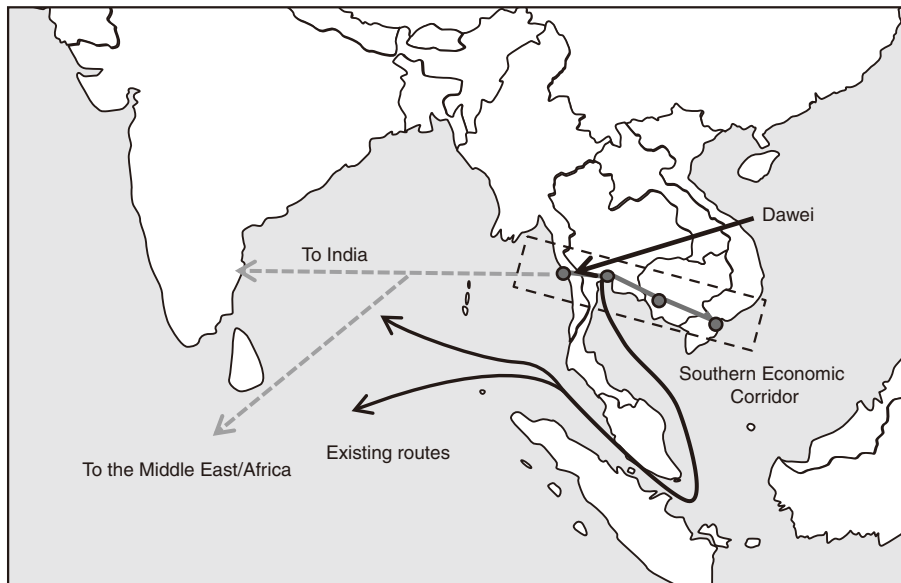 Dawei
To India
Southern Economic
Corridor
Existing routes
To the Middle East/Africa